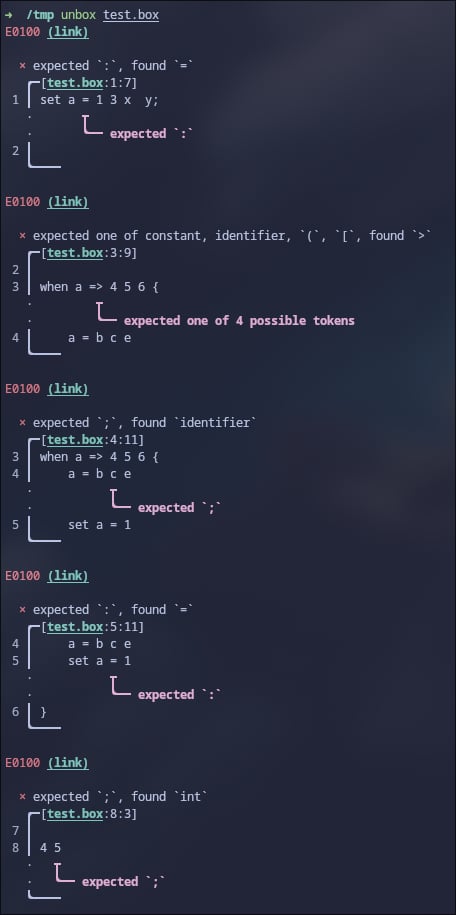 → /tmp unbox test.box
E0100 (link)
× expected `:`, found `=`
[test.box:1:7]
1 set a = 1 3 x  y;
·
· expected `:`
2
E0100 (link)
× expected one of constant, identifier, `(`, `[`, found `>`
[test.box:3:9]
2
3 when a => 4 5 6 {
·
· expected one of 4 possible tokens
4     a = b c e
E0100 (link)
× expected `;`, found `identifier`
[test.box:4:11]
3 when a => 4 5 6 {
4     a = b c e
·
· expected `;`
5     set a = 1
E0100 (link)
× expected `:`, found `=`
[test.box:5:11]
4     a = b c e
5     set a = 1
·
· expected `:`
6 }
E0100 (link)
× expected `;`, found `int`
[test.box:8:3]
7
8 4 5
·
· expected `;`